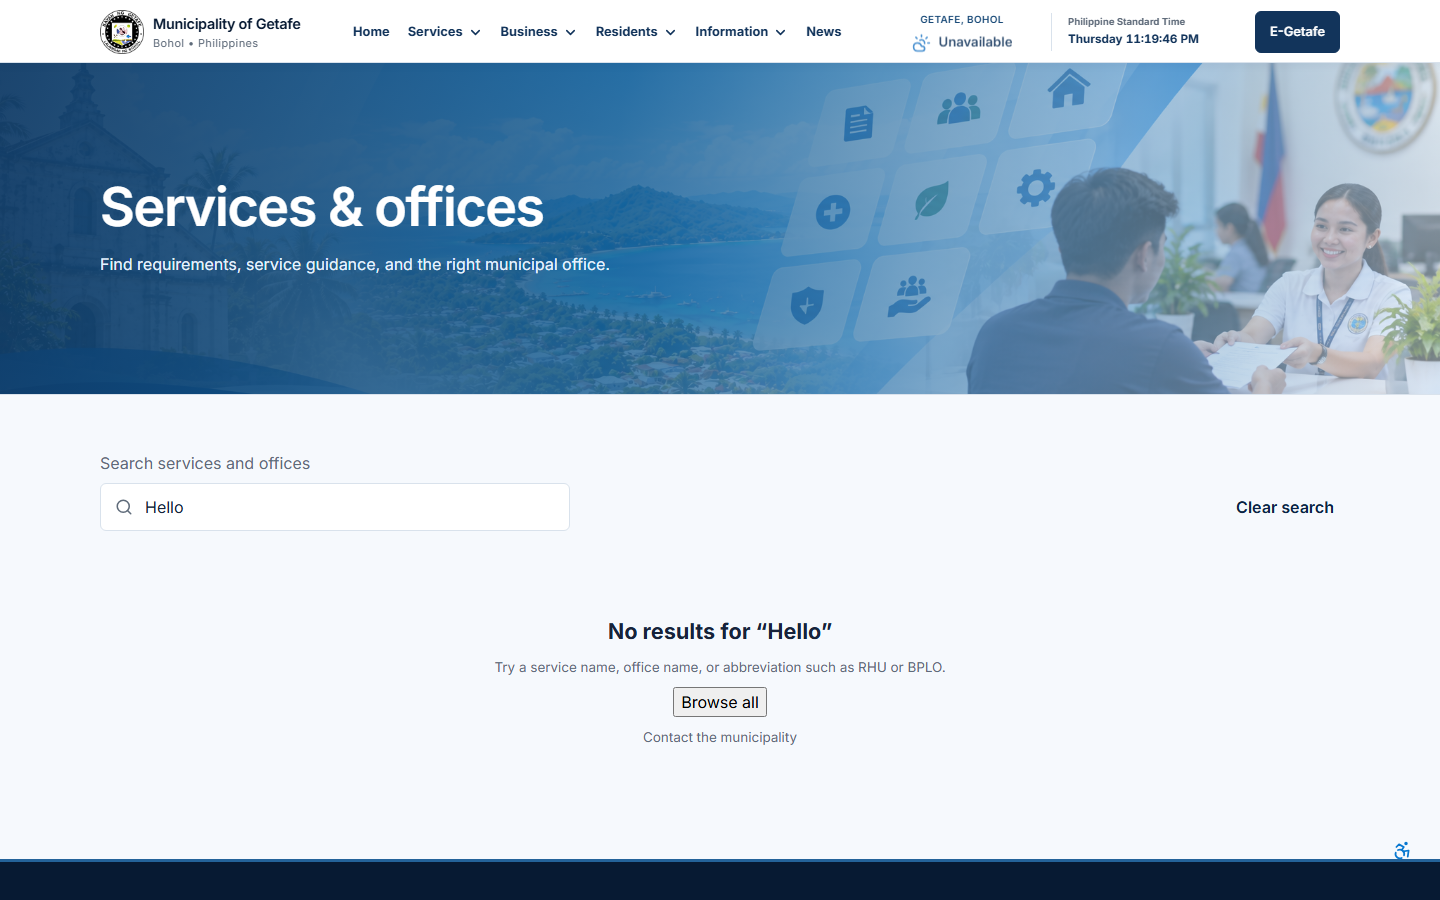 Municipality of Getafe
Bohol • Philippines
Home
Services
Business
Residents
Information
News
GETAFE, BOHOL
Unavailable
Philippine Standard Time
Thursday 11:19:46 PM
E-Getafe
Services & offices
Find requirements, service guidance, and the right municipal office.
Search services and offices
Hello
Clear search
No results for “Hello”
Try a service name, office name, or abbreviation such as RHU or BPLO.
Browse all
Contact the municipality